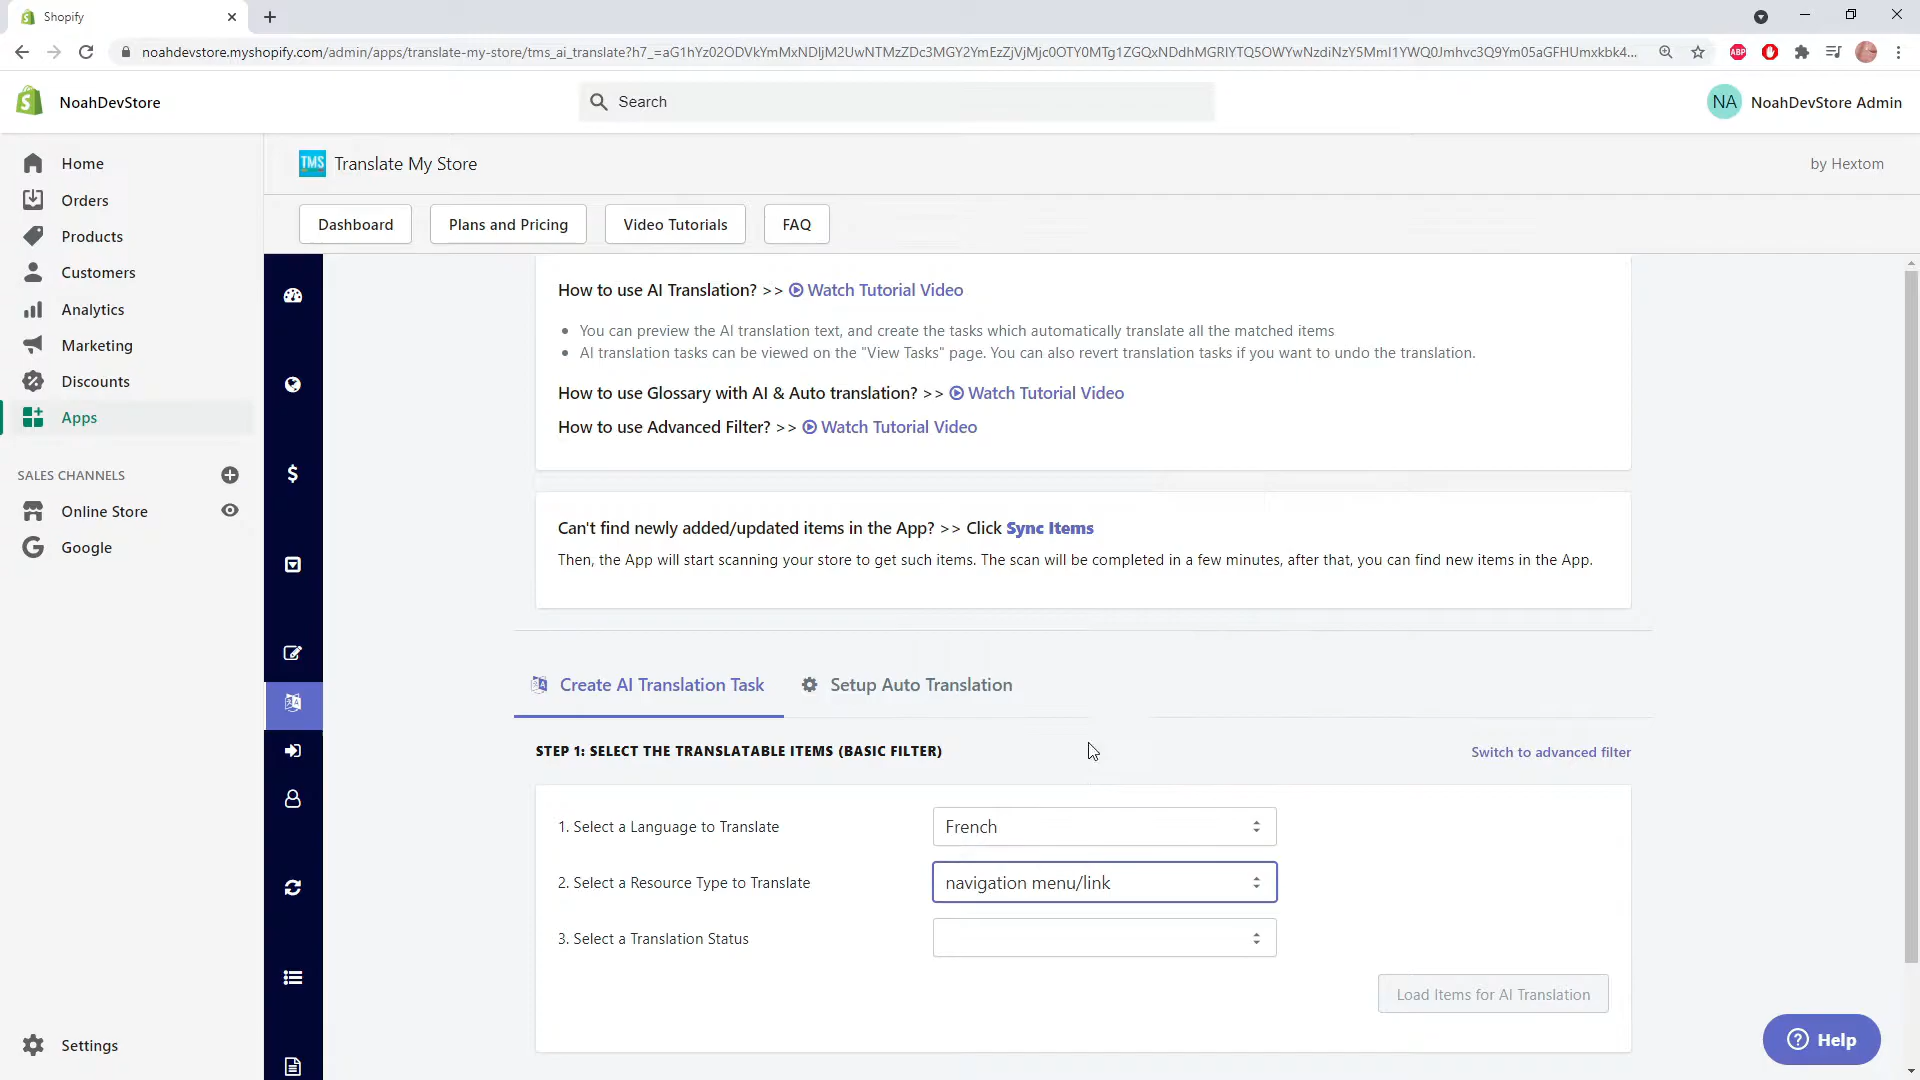 Shopify
noahdevstore.myshopify.com/admin/apps/translate-my-store/tms_ai_translate?h7_=
ABP
NoahDevStore
Search
NA
NoahDevStore Admin
Home
Orders
Products
Customers
Analytics
Marketing
Discounts
Apps
SALES CHANNELS
Online Store
Google
Settings
TMS
Translate My Store
by Hextom
Dashboard
Plans and Pricing
Video Tutorials
FAQ
How to use AI Translation? >> Watch Tutorial Video
• You can preview the AI translation text, and create the tasks which automatically translate all the matched items
• AI translation tasks can be viewed on the "View Tasks" page. You can also revert translation tasks if you want to undo the translation.
How to use Glossary with AI & Auto translation? >> Watch Tutorial Video
How to use Advanced Filter? >> Watch Tutorial Video
Can't find newly added/updated items in the App? >> Click Sync Items
Then, the App will start scanning your store to get such items. The scan will be completed in a few minutes, after that, you can find new items in the App.
Create AI Translation Task
Setup Auto Translation
STEP 1: SELECT THE TRANSLATABLE ITEMS (BASIC FILTER)
Switch to advanced filter
1. Select a Language to Translate
French
2. Select a Resource Type to Translate
navigation menu/link
3. Select a Translation Status
Load Items for AI Translation
Help